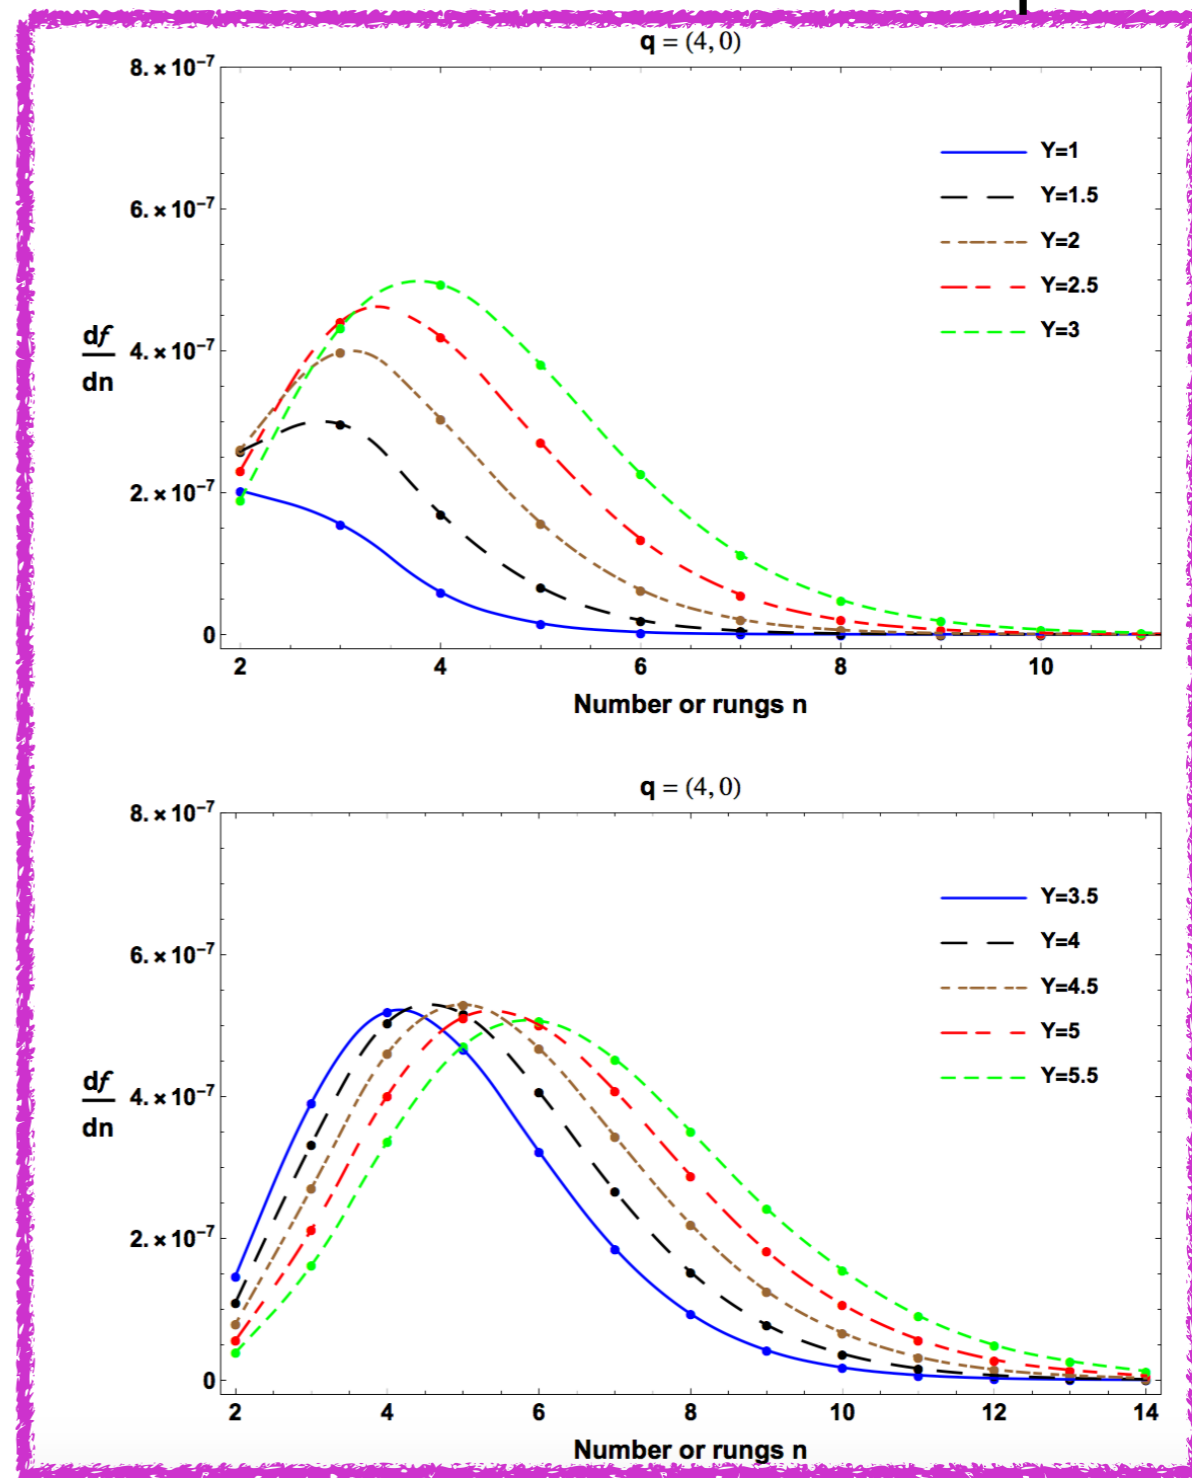 q = (4, 0)
8.×10⁻⁷
6.×10⁻⁷
4.×10⁻⁷
2.×10⁻⁷
0
df
dn
Y=1
Y=1.5
Y=2
Y=2.5
Y=3
2 4 6 8 10
Number or rungs n
q = (4, 0)
8.×10⁻⁷
6.×10⁻⁷
4.×10⁻⁷
2.×10⁻⁷
0
df
dn
Y=3.5
Y=4
Y=4.5
Y=5
Y=5.5
2 4 6 8 10 12 14
Number or rungs n